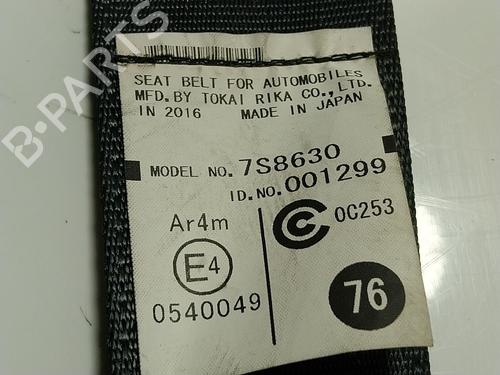 B-PARTS
SEAT BELT FOR AUTOMOBILES
MFD. BY TOKAI RIKA CO., LTD.
IN 2016 MADE IN JAPAN
MODEL NO. 7S8630
ID. NO. 001299
Ar4m
E4
0540049
C
0C253
76